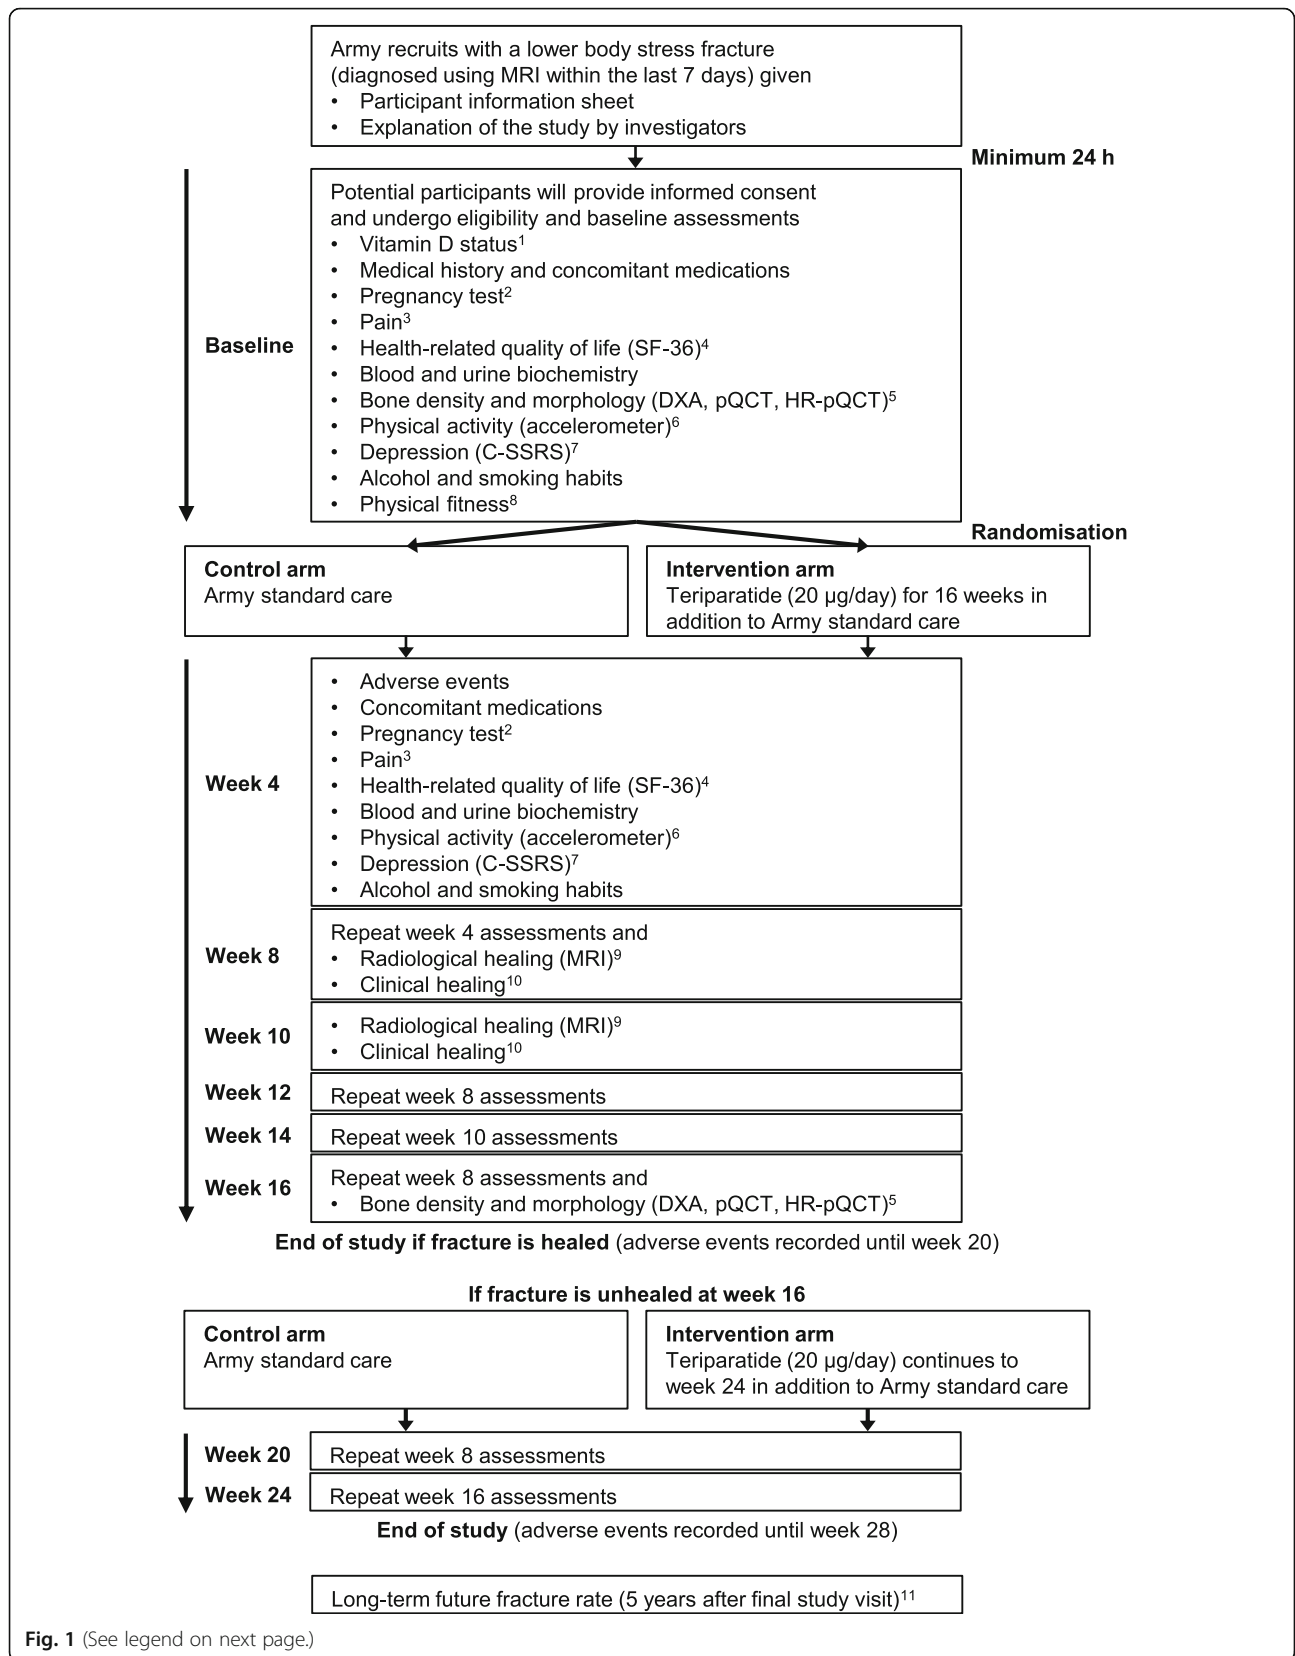 Army recruits with a lower body stress fracture
(diagnosed using MRI within the last 7 days) given
• Participant information sheet
• Explanation of the study by investigators
Minimum 24 h
Potential participants will provide informed consent
and undergo eligibility and baseline assessments
• Vitamin D status¹
• Medical history and concomitant medications
• Pregnancy test²
• Pain³
Baseline
• Health-related quality of life (SF-36)⁴
• Blood and urine biochemistry
• Bone density and morphology (DXA, pQCT, HR-pQCT)⁵
• Physical activity (accelerometer)⁶
• Depression (C-SSRS)⁷
• Alcohol and smoking habits
• Physical fitness⁸
Randomisation
Control arm
Army standard care
Intervention arm
Teriparatide (20 µg/day) for 16 weeks in
addition to Army standard care
Week 4
• Adverse events
• Concomitant medications
• Pregnancy test²
• Pain³
• Health-related quality of life (SF-36)⁴
• Blood and urine biochemistry
• Physical activity (accelerometer)⁶
• Depression (C-SSRS)⁷
• Alcohol and smoking habits
Week 8
Repeat week 4 assessments and
• Radiological healing (MRI)⁹
• Clinical healing¹⁰
Week 10
• Radiological healing (MRI)⁹
• Clinical healing¹⁰
Week 12
Repeat week 8 assessments
Week 14
Repeat week 10 assessments
Week 16
Repeat week 8 assessments and
• Bone density and morphology (DXA, pQCT, HR-pQCT)⁵
End of study if fracture is healed (adverse events recorded until week 20)
If fracture is unhealed at week 16
Control arm
Army standard care
Intervention arm
Teriparatide (20 µg/day) continues to
week 24 in addition to Army standard care
Week 20
Repeat week 8 assessments
Week 24
Repeat week 16 assessments
End of study (adverse events recorded until week 28)
Long-term future fracture rate (5 years after final study visit)¹¹
Fig. 1 (See legend on next page.)